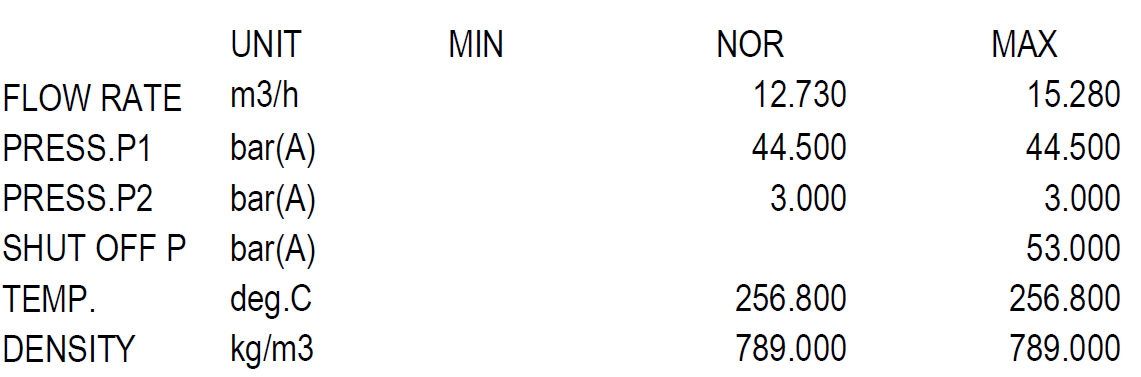 UNIT MIN NOR MAX
FLOW RATE m3/h 12.730 15.280
PRESS.P1 bar(A) 44.500 44.500
PRESS.P2 bar(A) 3.000 3.000
SHUT OFF P bar(A) 53.000
TEMP. deg.C 256.800 256.800
DENSITY kg/m3 789.000 789.000